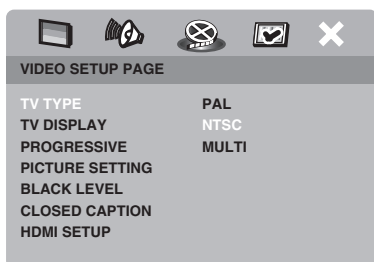 VIDEO SETUP PAGE
TV TYPE PAL
TV DISPLAY NTSC
PROGRESSIVE MULTI
PICTURE SETTING
BLACK LEVEL
CLOSED CAPTION
HDMI SETUP